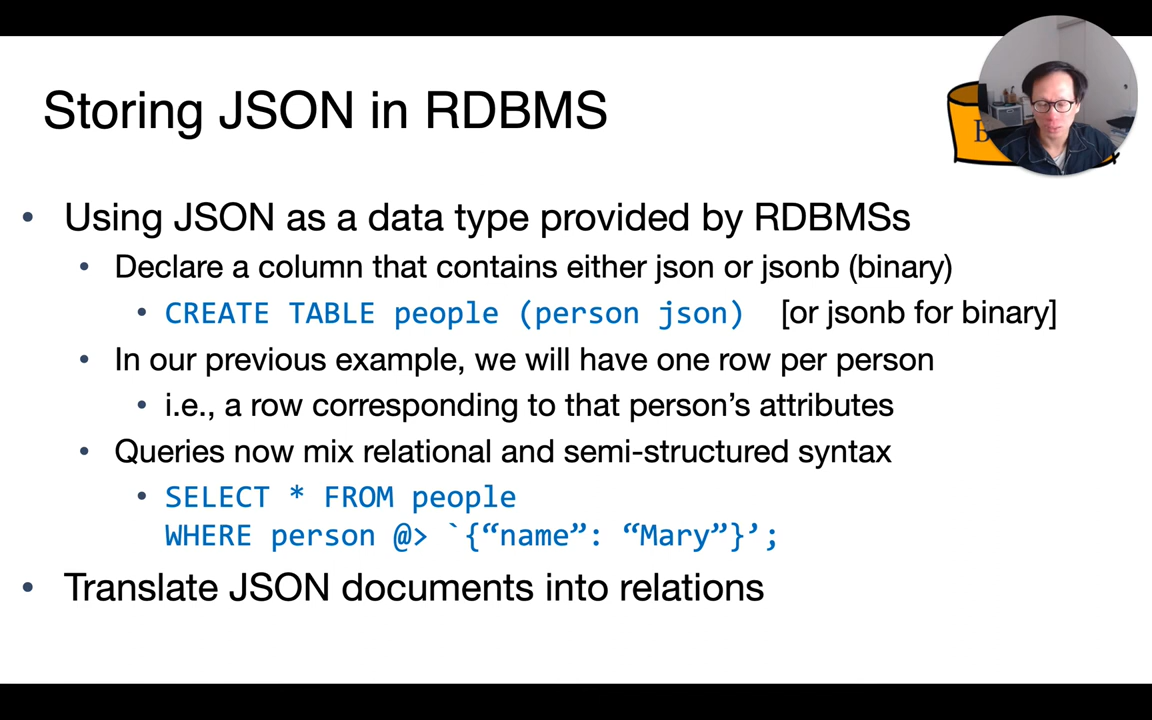 Storing JSON in RDBMS
• Using JSON as a data type provided by RDBMSs
• Declare a column that contains either json or jsonb (binary)
• CREATE TABLE people (person json) [or jsonb for binary]
• In our previous example, we will have one row per person
• i.e., a row corresponding to that person’s attributes
• Queries now mix relational and semi-structured syntax
• SELECT * FROM people
WHERE person @> `{“name”: “Mary”}’;
• Translate JSON documents into relations